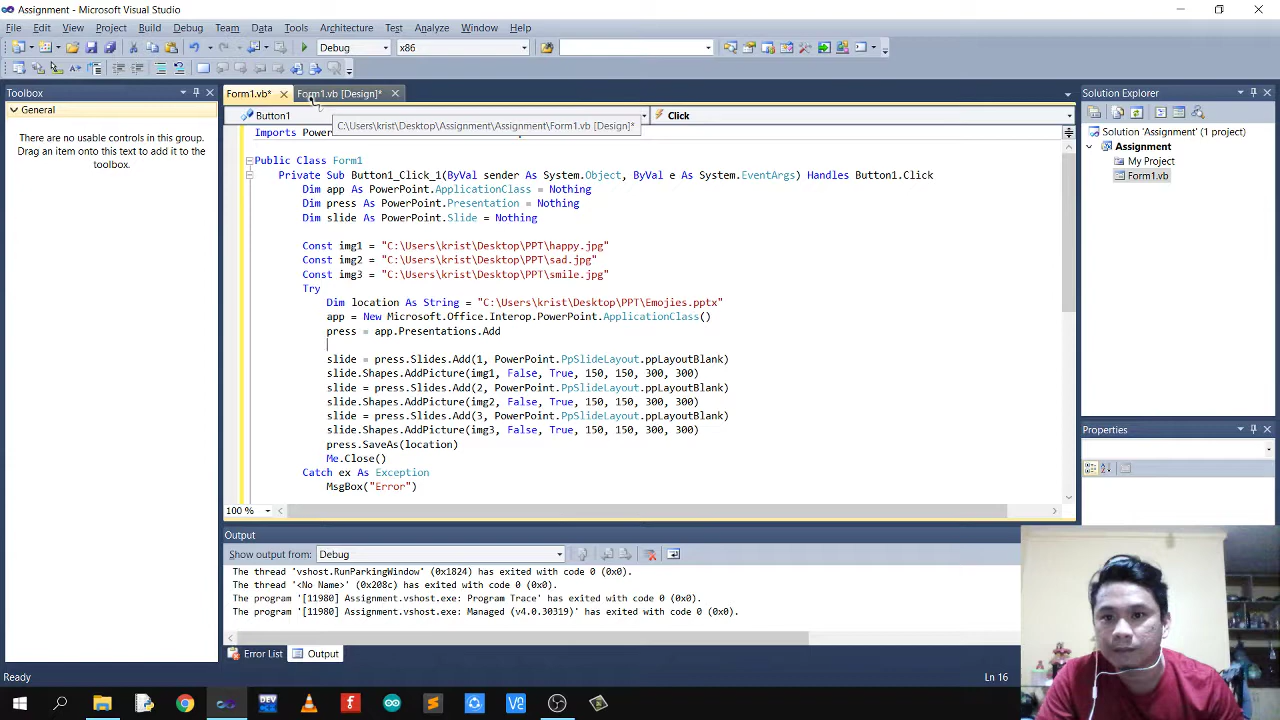 Assignment - Microsoft Visual Studio
File Edit View Project Build Debug Team Data Tools Architecture Test Analyze Window Help
Debug x86
Toolbox
Form1.vb* Form1.vb [Design]*
Solution Explorer
General
Button1
Click
C:\Users\krist\Desktop\Assignment\Assignment\Form1.vb [Design]*
There are no usable controls in this group.
Drag an item onto this text to add it to the
toolbox.
Solution 'Assignment' (1 project)
Assignment
My Project
Form1.vb
Imports
Public Class Form1
Private Sub Button1_Click_1(ByVal sender As System.Object, ByVal e As System.EventArgs) Handles Button1.Click
Dim app As PowerPoint.ApplicationClass = Nothing
Dim press As PowerPoint.Presentation = Nothing
Dim slide As PowerPoint.Slide = Nothing
Const img1 = "C:\Users\krist\Desktop\PPT\happy.jpg"
Const img2 = "C:\Users\krist\Desktop\PPT\sad.jpg"
Const img3 = "C:\Users\krist\Desktop\PPT\smile.jpg"
Try
Dim location As String = "C:\Users\krist\Desktop\PPT\Emojies.pptx"
app = New Microsoft.Office.Interop.PowerPoint.ApplicationClass()
press = app.Presentations.Add
slide = press.Slides.Add(1, PowerPoint.PpSlideLayout.ppLayoutBlank)
slide.Shapes.AddPicture(img1, False, True, 150, 150, 300, 300)
slide = press.Slides.Add(2, PowerPoint.PpSlideLayout.ppLayoutBlank)
slide.Shapes.AddPicture(img2, False, True, 150, 150, 300, 300)
slide = press.Slides.Add(3, PowerPoint.PpSlideLayout.ppLayoutBlank)
slide.Shapes.AddPicture(img3, False, True, 150, 150, 300, 300)
press.SaveAs(location)
Me.Close()
Catch ex As Exception
MsgBox("Error")
100 %
Properties
Output
Show output from: Debug
The thread 'vshost.RunParkingWindow' (0x1824) has exited with code 0 (0x0).
The thread '<No Name>' (0x208c) has exited with code 0 (0x0).
The program '[11980] Assignment.vshost.exe: Program Trace' has exited with code 0 (0x0).
The program '[11980] Assignment.vshost.exe: Managed (v4.0.30319)' has exited with code 0 (0x0).
Error List Output
Ready
Ln 16
DEV